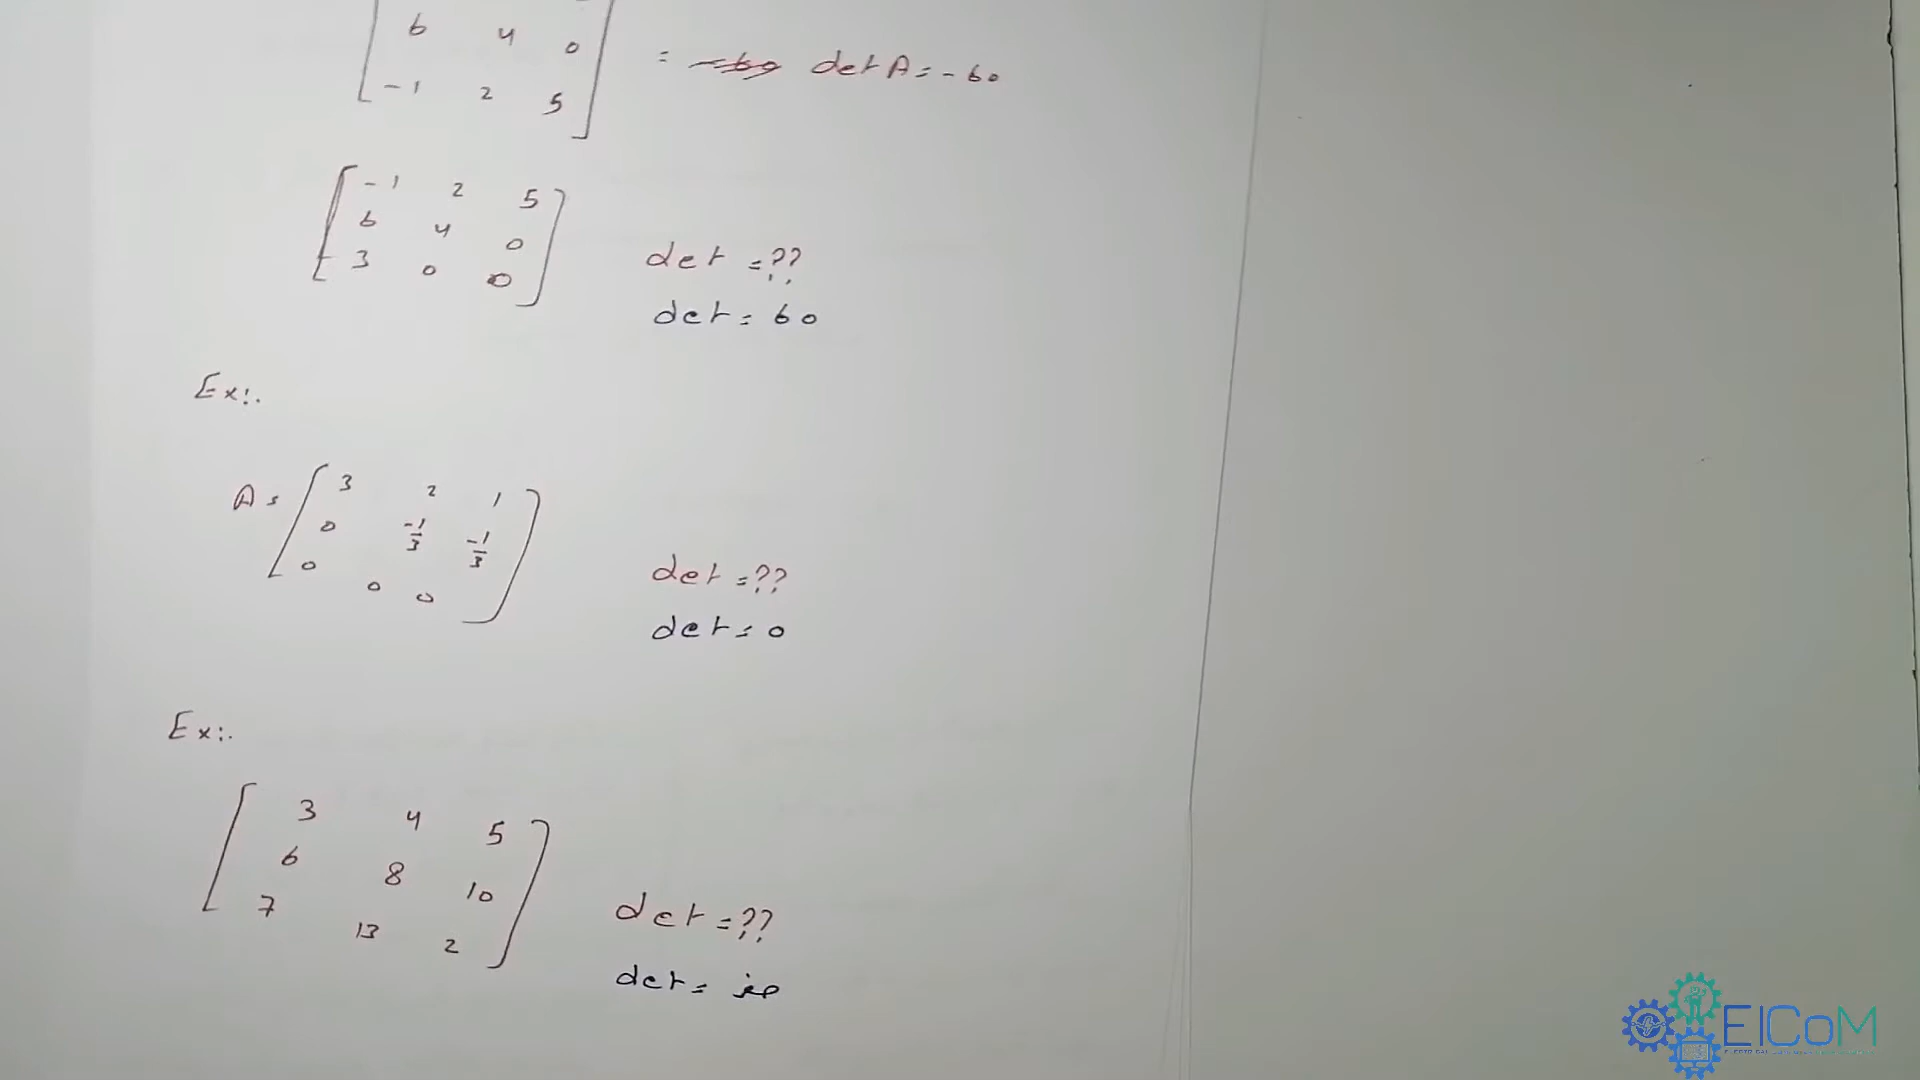 6 4 0
= det A = - 60
-1 2 5
-1 2 5
6 4 0
det = ??
3 0 0
det = 60
Ex:.
A = 3 2 1
0 -1/3 -1/3
det = ??
0 0 0
det = 0
Ex:.
3 4 5
6 8 10
det = ??
7 13 2
det = صفر
EICoM